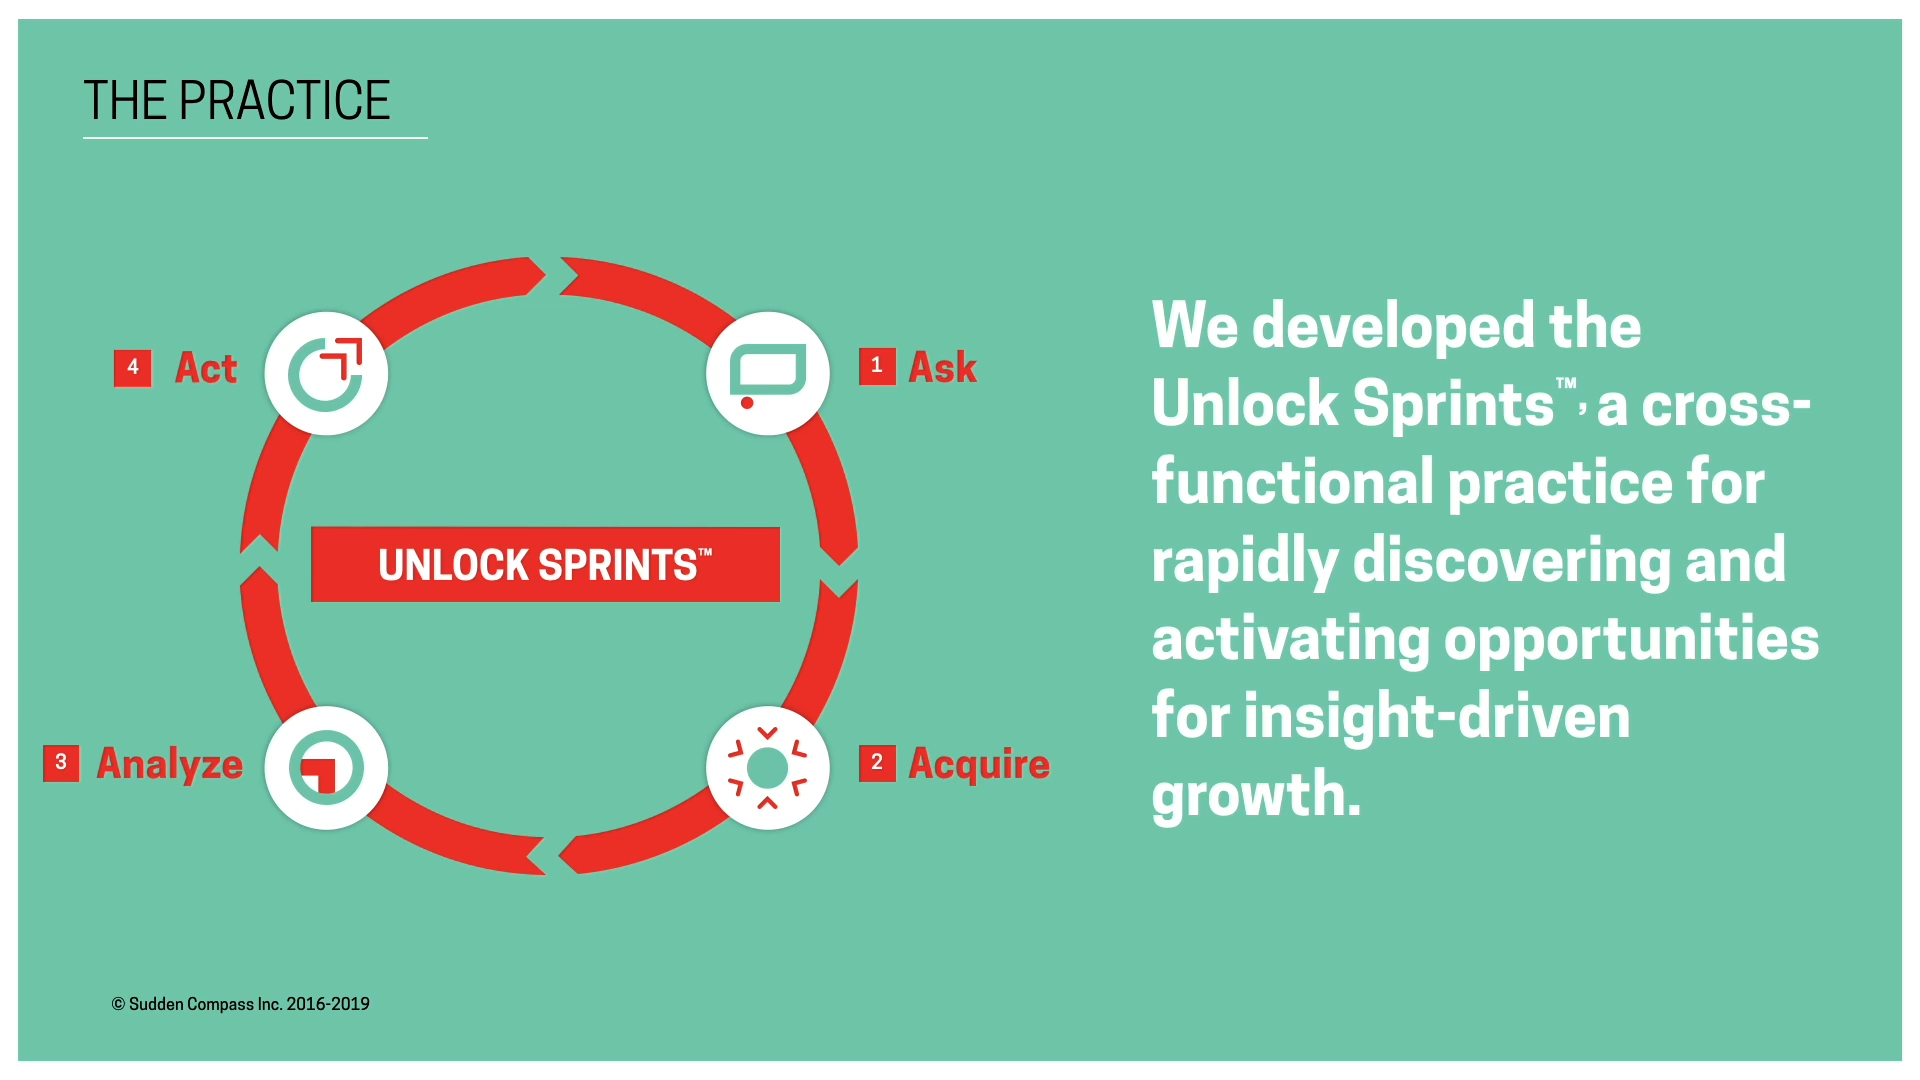 THE PRACTICE
4 Act
1 Ask
UNLOCK SPRINTS™
3 Analyze
2 Acquire
We developed the
Unlock Sprints™, a cross-
functional practice for
rapidly discovering and
activating opportunities
for insight-driven
growth.
© Sudden Compass Inc. 2016-2019